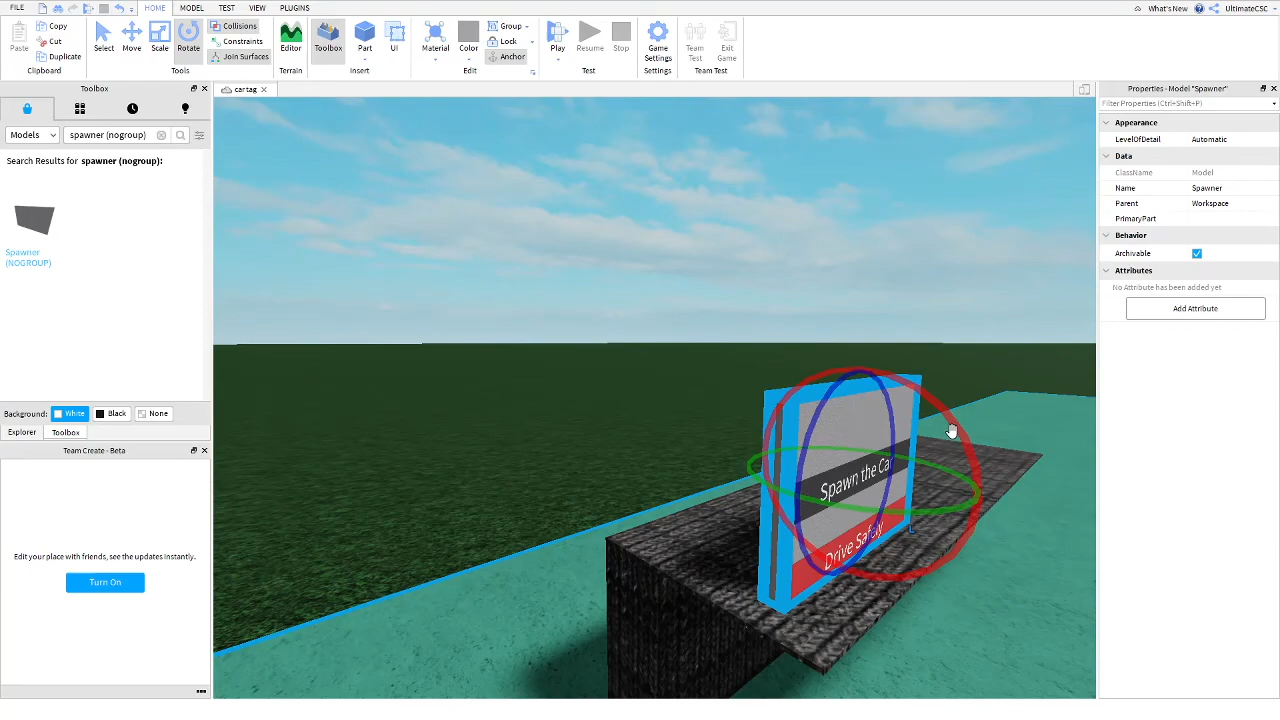 FILE HOME MODEL TEST VIEW PLUGINS What's New UltimateCSG
Copy Collisions Group
Cut Constraints Lock
Paste Duplicate Select Move Scale Rotate Join Surfaces Editor Toolbox Part UI Material Color Anchor Play Resume Stop Game Settings Team Test Exit Game
Clipboard Tools Terrain Insert Edit Test Settings Team Test
Toolbox cartag Properties - Model "Spawner"
Filter Properties (Ctrl+Shift+P)
Models spawner (nogroup)
Search Results for spawner (nogroup):
Spawner
(NOGROUP)
Background: White Black None
Explorer Toolbox
Team Create - Beta
Edit your place with friends, see the updates instantly.
Turn On
Spawn the Car
Drive Safely
Appearance
LevelOfDetail Automatic
Data
ClassName Model
Name Spawner
Parent Workspace
PrimaryPart
Behavior
Archivable
Attributes
No Attribute has been added yet
Add Attribute